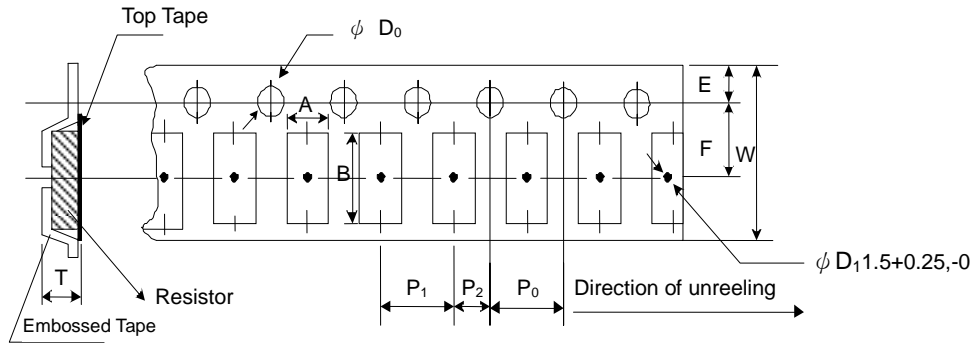 Top Tape
ψ D0
E
A
F
W
B
ψ D1 1.5+0.25,-0
T
P1
P2
P0
Direction of unreeling
Resistor
Embossed Tape